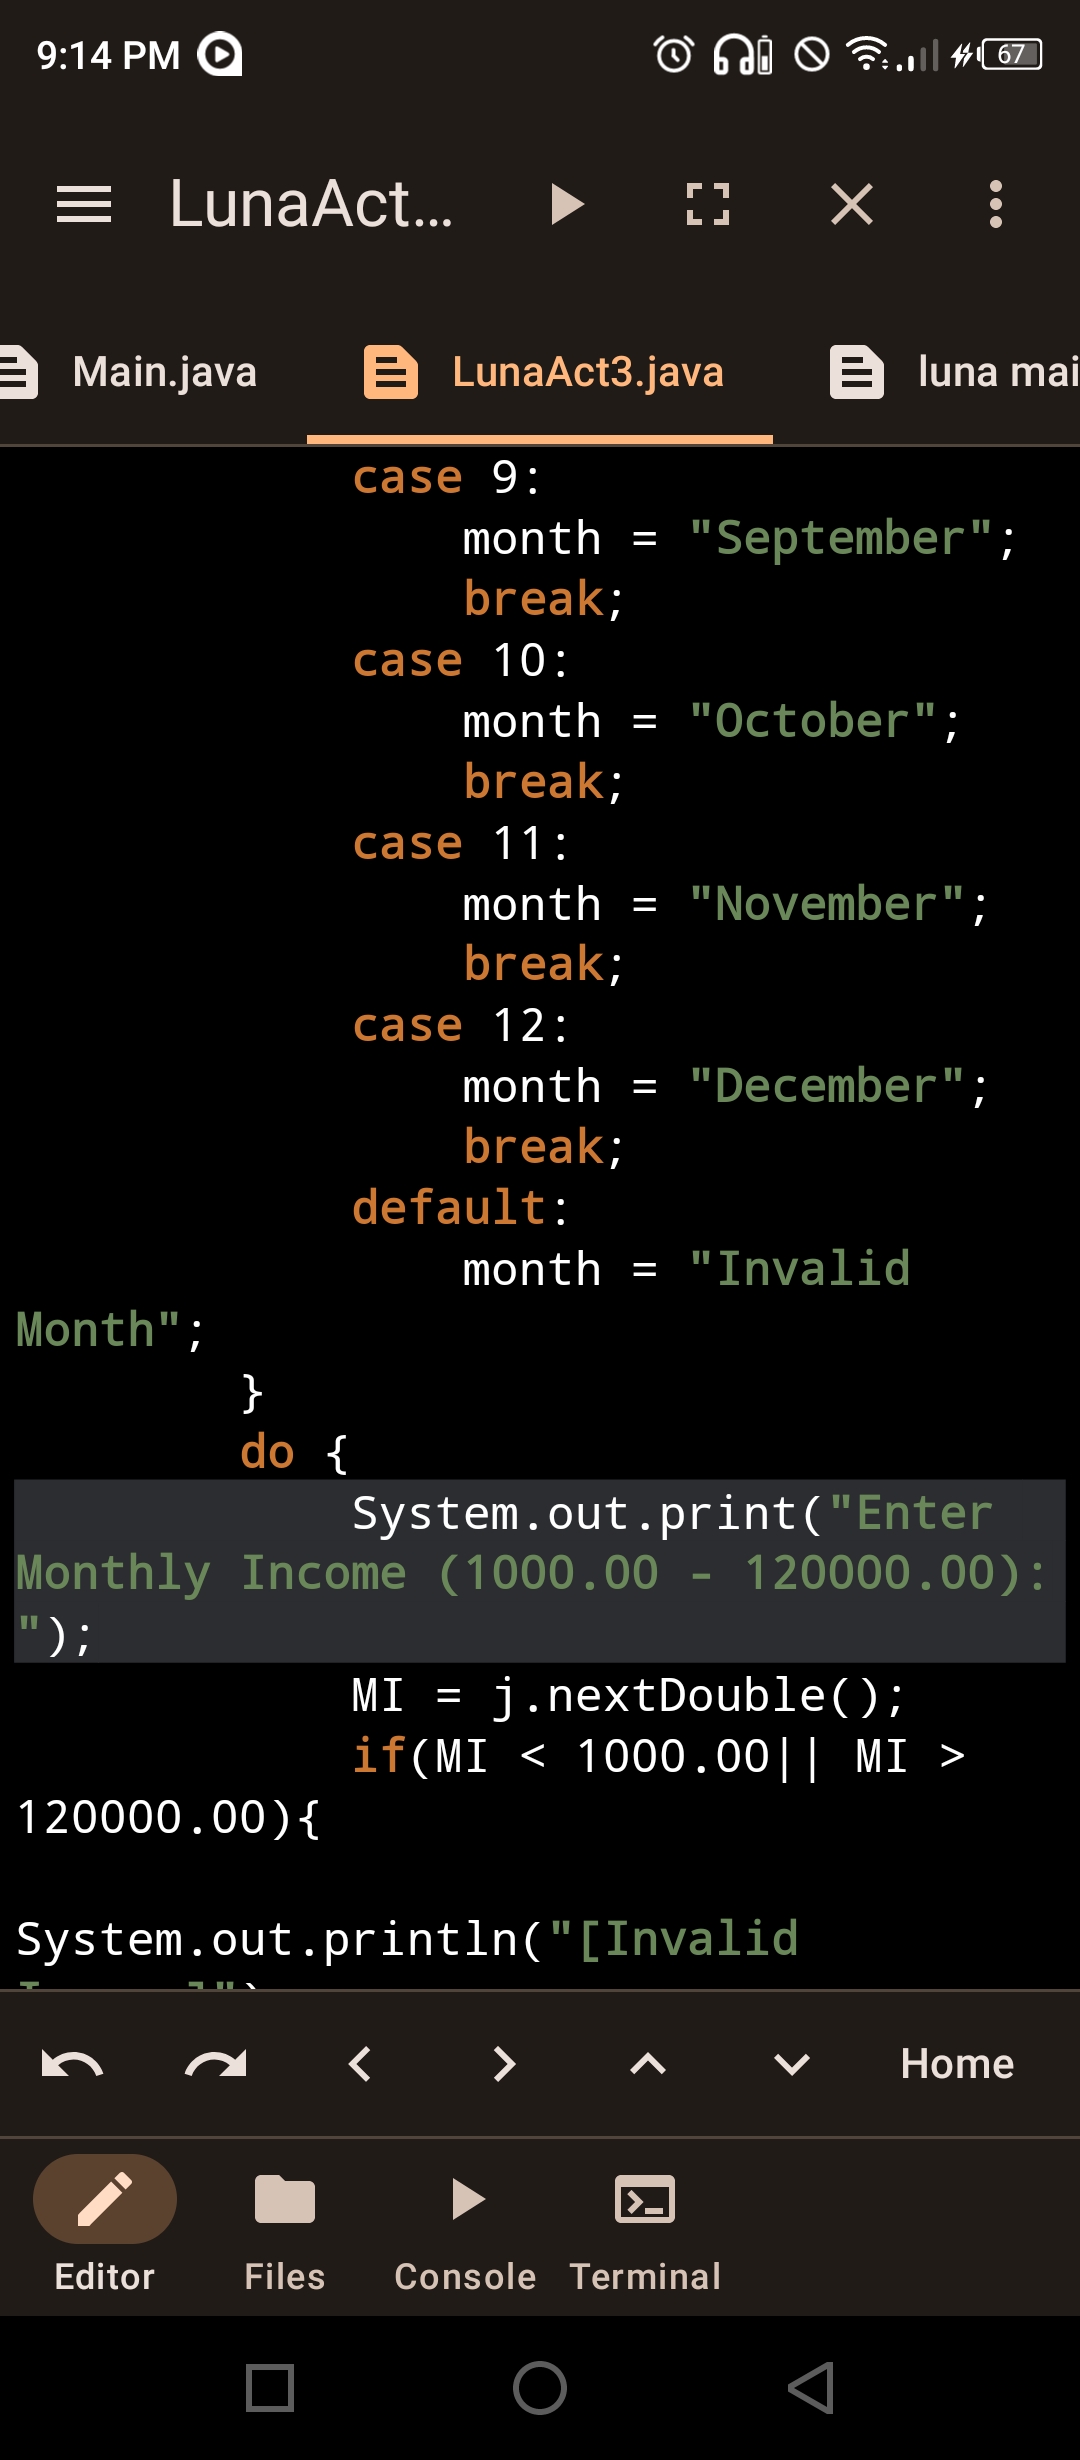 9:14 PM 67
LunaAct...
Main.java LunaAct3.java luna mai
case 9:
month = "September";
break;
case 10:
month = "October";
break;
case 11:
month = "November";
break;
case 12:
month = "December";
break;
default:
month = "Invalid
Month";
}
do {
System.out.print("Enter
Monthly Income (1000.00 - 120000.00):
");
MI = j.nextDouble();
if(MI < 1000.00|| MI >
120000.00){
System.out.println("[Invalid
Home
Editor Files Console Terminal